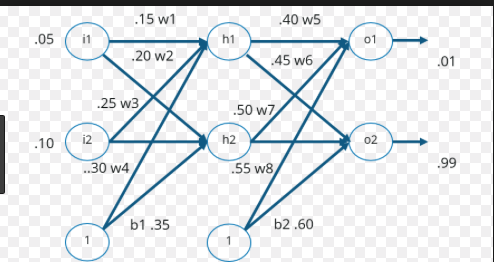 .15 w1 .40 w5
.05 i1 h1 o1
.20 w2 .45 w6 .01
.25 w3 .50 w7
.10 i2 h2 o2
..30 w4 .55 w8 .99
b1 .35 b2 .60
1 1